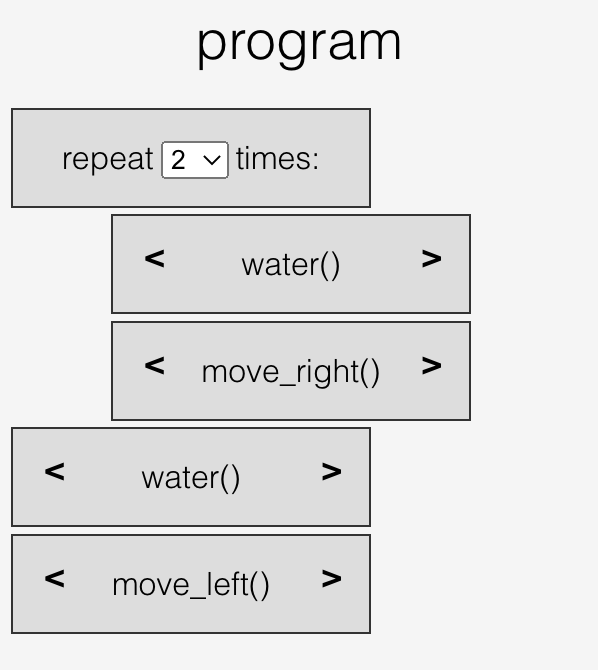 program
repeat 2 times:
< water() >
< move_right() >
< water() >
< move_left() >